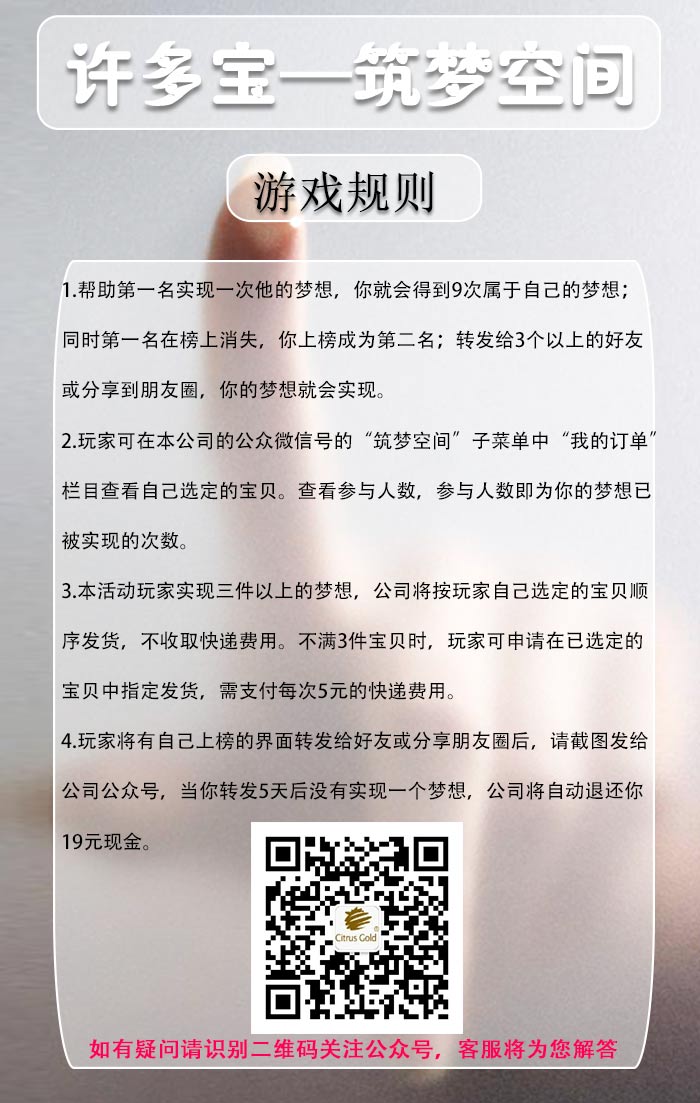 许多宝—筑梦空间
游戏规则
1.帮助第一名实现一次他的梦想，你就会得到9次属于自己的梦想；
同时第一名在榜上消失，你上榜成为第二名；转发给3个以上的好友
或分享到朋友圈，你的梦想就会实现。
2.玩家可在本公司的公众微信号的“筑梦空间”子菜单中“我的订单”
栏目查看自己选定的宝贝。查看参与人数，参与人数即为你的梦想已
被实现的次数。
3.本活动玩家实现三件以上的梦想，公司将按玩家自己选定的宝贝顺
序发货，不收取快递费用。不满3件宝贝时，玩家可申请在已选定的
宝贝中指定发货，需支付每次5元的快递费用。
4.玩家将有自己上榜的界面转发给好友或分享朋友圈后，请截图发给
公司公众号，当你转发5天后没有实现一个梦想，公司将自动退还你
19元现金。
Citrus Gold®
如有疑问请识别二维码关注公众号，客服将为您解答